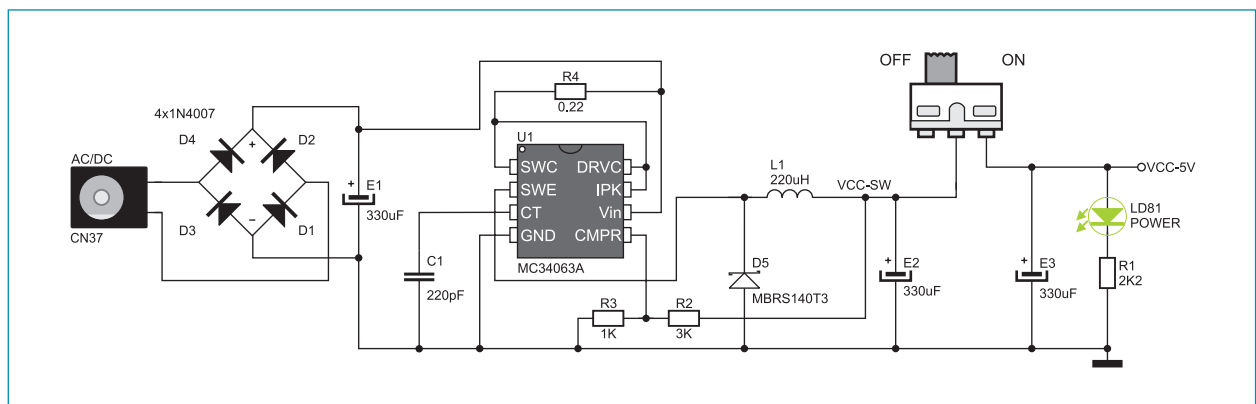 4x1N4007
D4
D2
+
AC/DC
D3
−
D1
CN37
+
E1
330uF
R4
0.22
U1
SWC
DRVC
SWE
IPK
CT
Vin
GND
CMPR
MC34063A
C1
220pF
R3
1K
R2
3K
L1
220uH
D5
MBRS140T3
VCC-SW
OFF
ON
+
E2
330uF
+
E3
330uF
VCC-5V
LD81
POWER
R1
2K2